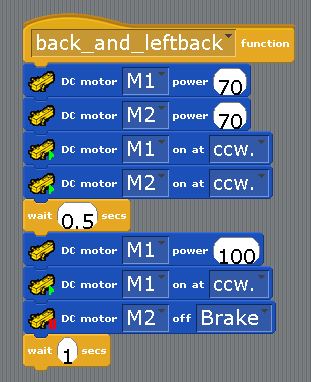 back_and_leftback function
DC motor M1 power 70
DC motor M2 power 70
DC motor M1 on at ccw.
DC motor M2 on at ccw.
wait 0.5 secs
DC motor M1 power 100
DC motor M1 on at ccw.
DC motor M2 off Brake
wait 1 secs